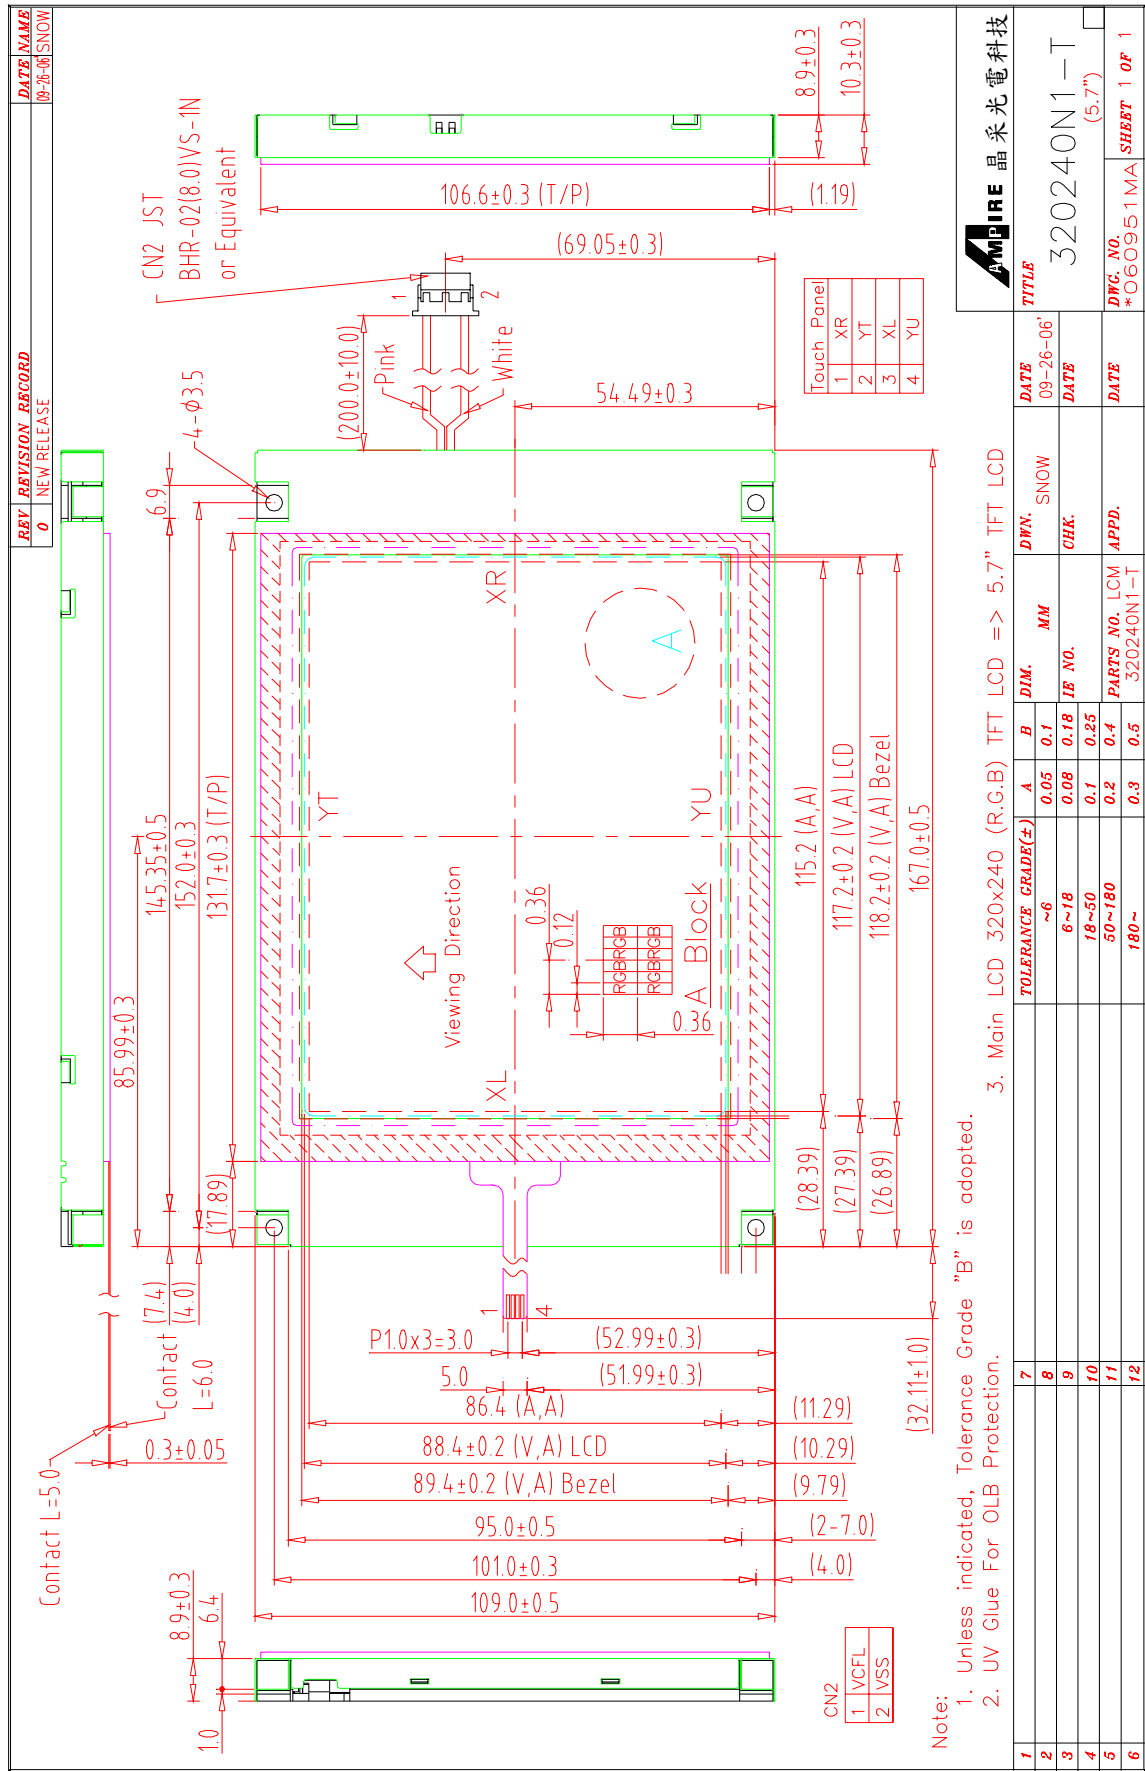 REV REVISION RECORD DATE NAME
0 NEW RELEASE 09-26-06' SNOW
CN2 JST
BHR-02(8.0)VS-1N
or Equivalent
8.9±0.3
10.3±0.3
106.6±0.3 (T/P)
(1.19)
(69.05±0.3)
1
2
(200.0±10.0)
Pink
White
4-Φ3.5
54.49±0.3
Touch Panel
1 XR
2 YT
3 XL
4 YU
6.9
145.35±0.5
152.0±0.3
131.7±0.3 (T/P)
85.99±0.3
(17.89)
(7.4)
(4.0)
Contact L=5.0
Contact
L=6.0
0.3±0.05
YT
XR
XL
YU
A
Viewing Direction
0.36
0.12
RGBRGB
RGBRGB
0.36
A Block
115.2 (A,A)
117.2±0.2 (V,A) LCD
118.2±0.2 (V,A) Bezel
167.0±0.5
(28.39)
(27.39)
(26.89)
(32.11±1.0)
1
4
P1.0x3=3.0
(52.99±0.3)
5.0
(51.99±0.3)
86.4 (A,A)
(11.29)
88.4±0.2 (V,A) LCD
(10.29)
89.4±0.2 (V,A) Bezel
(9.79)
95.0±0.5
(2-7.0)
101.0±0.3
(4.0)
109.0±0.5
8.9±0.3
6.4
1.0
CN2
1 VCFL
2 VSS
Note:
1. Unless indicated, Tolerance Grade "B" is adopted.
2. UV Glue For OLB Protection.
3. Main LCD 320x240 (R.G.B) TFT LCD => 5.7" TFT LCD
1 7
2 8
3 9
4 10
5 11
6 12
TOLERANCE GRADE(±) A B
~6 0.05 0.1
6~18 0.08 0.18
18~50 0.1 0.25
50~180 0.2 0.4
180~ 0.3 0.5
DIM. MM
IE NO.
PARTS NO. LCM
320240N1-T
DWN. SNOW
DATE 09-26-06'
CHK.
DATE
APPD.
DATE
AMPIRE 晶采光電科技
TITLE
320240N1-T
(5.7")
DWG. NO.
*060951MA
SHEET 1 OF 1